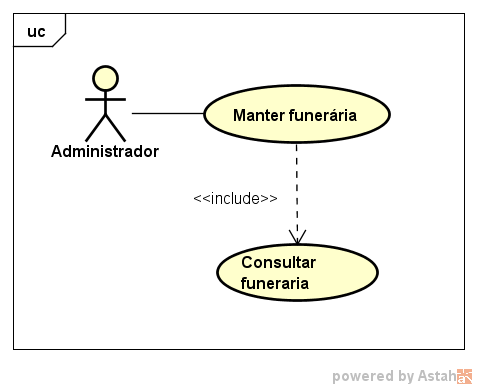 uc
Manter funerária
Administrador
<<include>>
Consultar
funeraria
powered by Astah